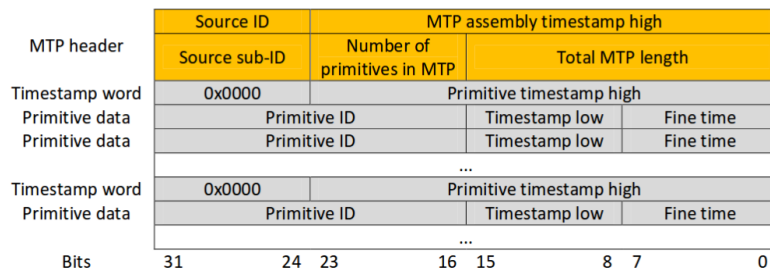 Source ID MTP assembly timestamp high
MTP header
Source sub-ID Number of primitives in MTP Total MTP length
Timestamp word 0x0000 Primitive timestamp high
Primitive data Primitive ID Timestamp low Fine time
Primitive data Primitive ID Timestamp low Fine time
...
Timestamp word 0x0000 Primitive timestamp high
Primitive data Primitive ID Timestamp low Fine time
...
Bits 31 24 23 16 15 8 7 0